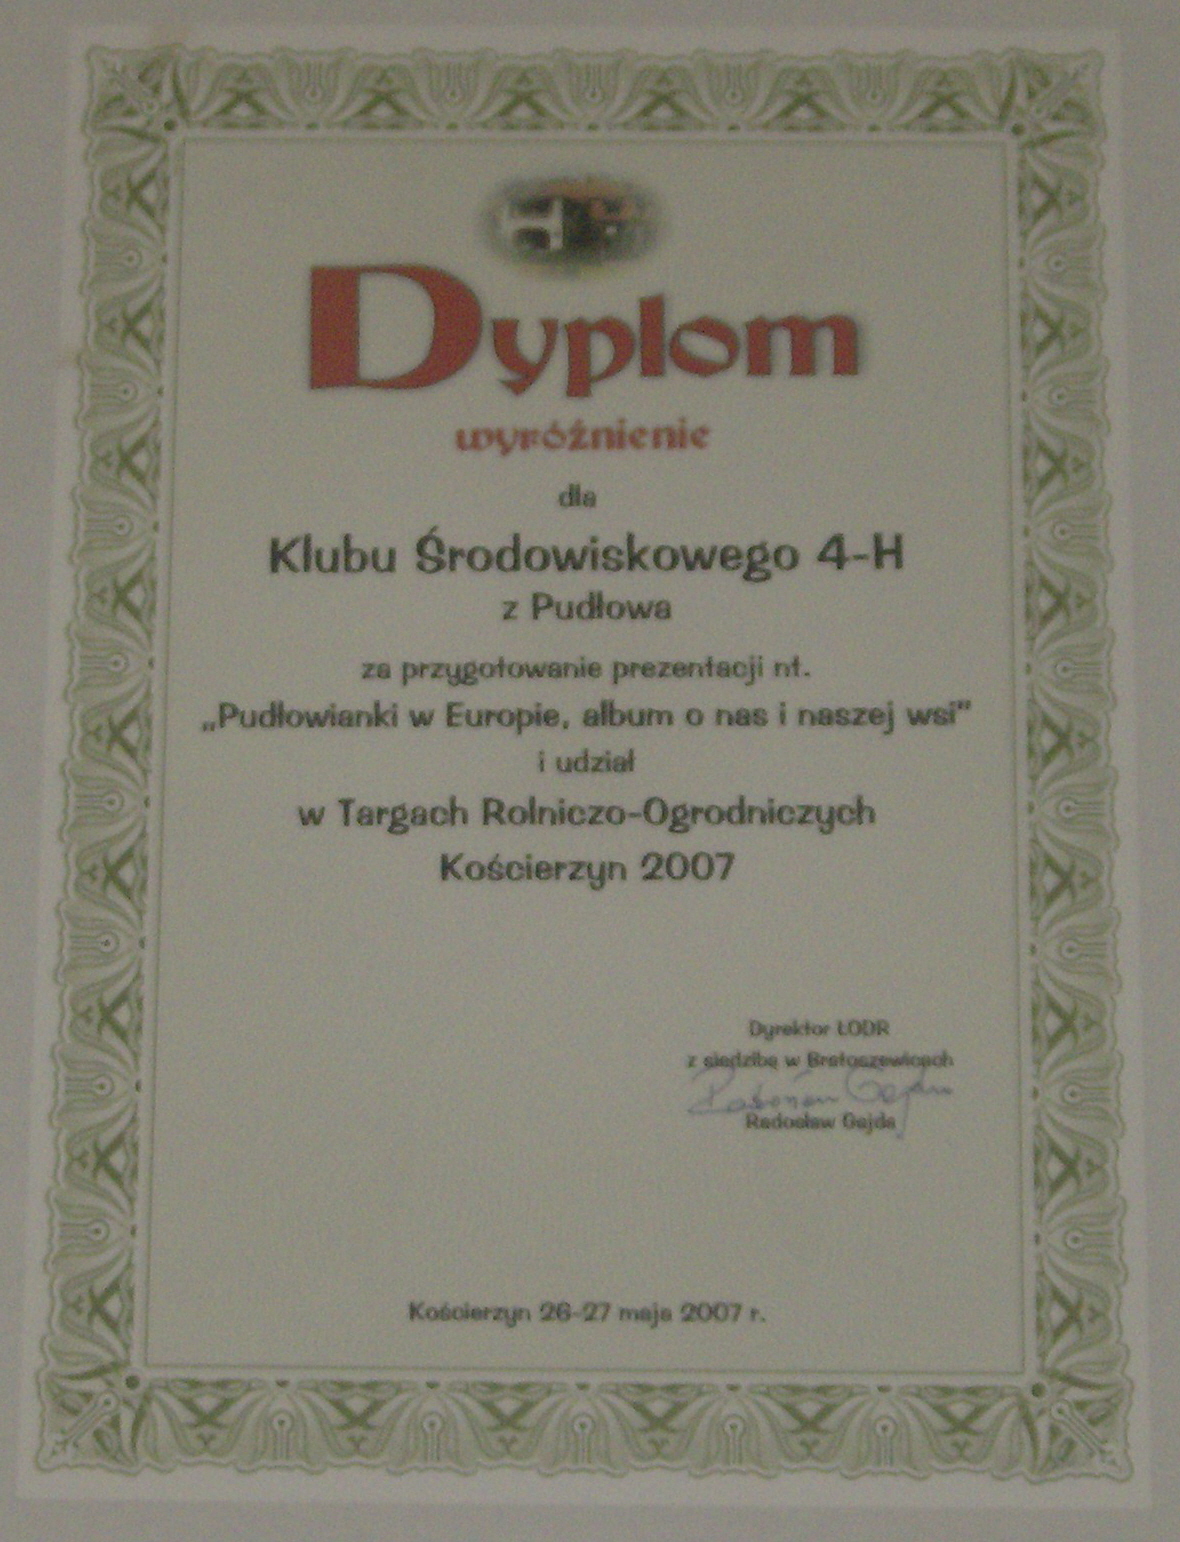 Dyplom
wyróżnienie
dla
Klubu Środowiskowego 4-H
z Pudłowa
za przygotowanie prezentacji nt.
„Pudłowianki w Europie, album o nas i naszej wsi"
i udział
w Targach Rolniczo-Ogrodniczych
Kościerzyn 2007
Dyrektor ŁODR
z siedzibą w Bratoszewicach
Radosław Gajda
Kościerzyn 26-27 maja 2007 r.